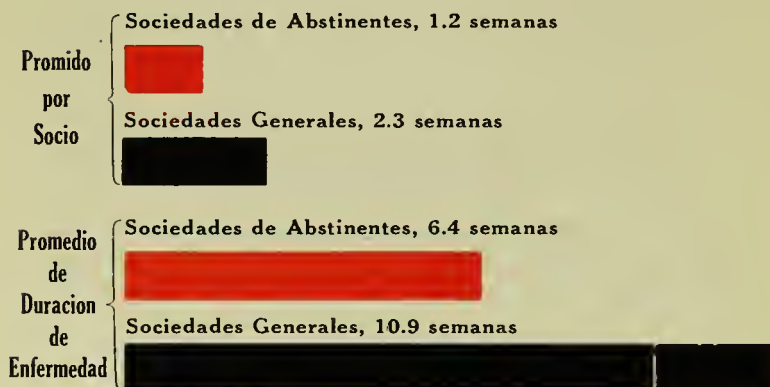 Sociedades de Abstinentes, 1.2 semanas
Promido
por
Socio
Sociedades Generales, 2.3 semanas
Sociedades de Abstinentes, 6.4 semanas
Promedio
de
Duracion
de
Enfermedad
Sociedades Generales, 10.9 semanas